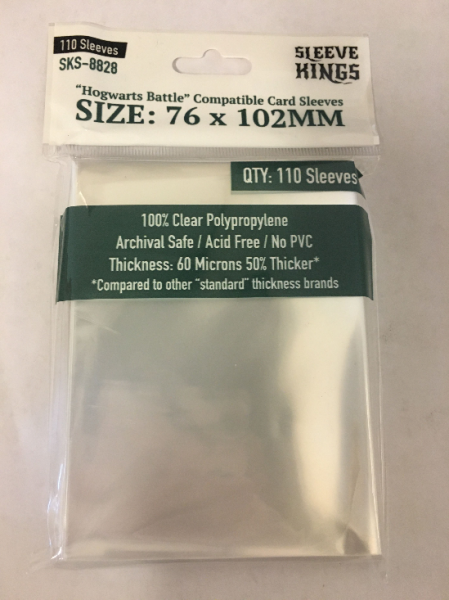 110 Sleeves
SKS-8828
SLEEVE
KINGS
"Hogwarts Battle" Compatible Card Sleeves
SIZE: 76 x 102MM
QTY: 110 Sleeves
100% Clear Polypropylene
Archival Safe / Acid Free / No PVC
Thickness: 60 Microns 50% Thicker*
*Compared to other "standard" thickness brands